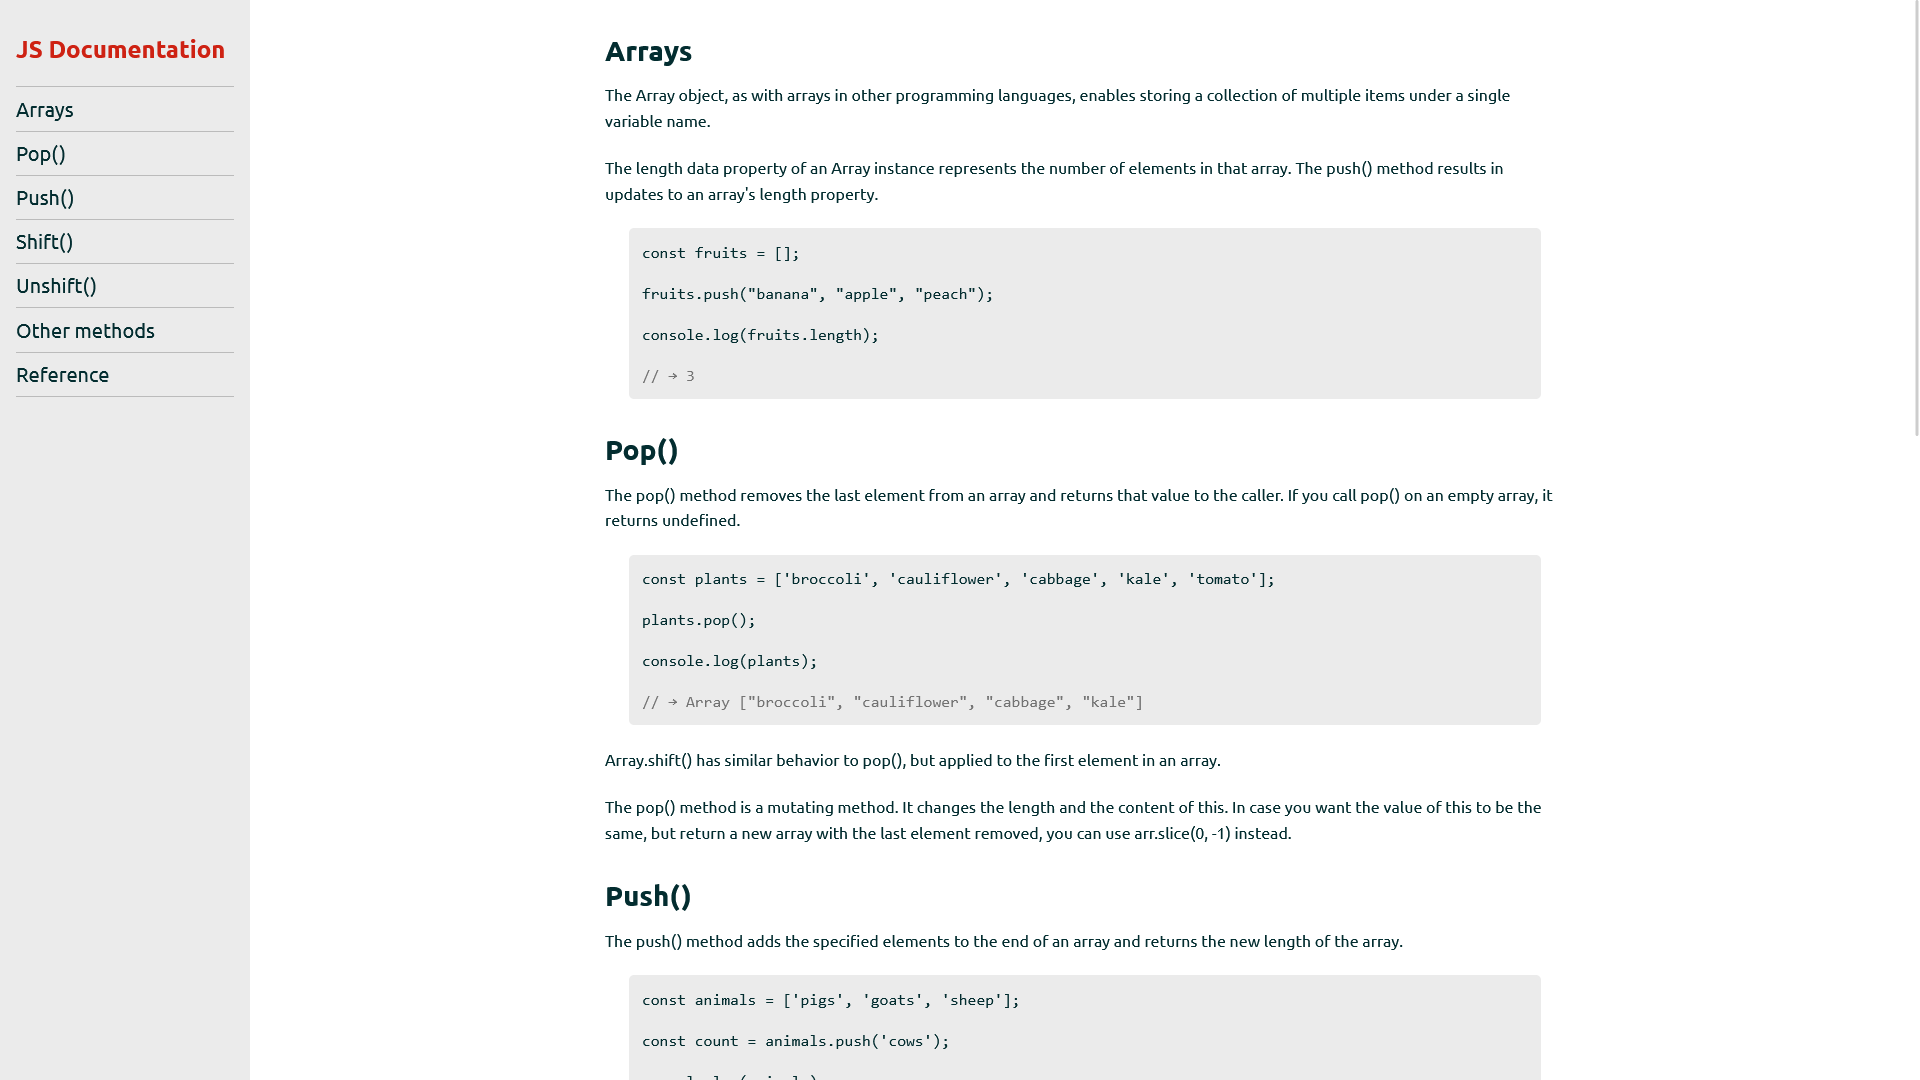 JS Documentation
Arrays
Pop()
Push()
Shift()
Unshift()
Other methods
Reference
Arrays
The Array object, as with arrays in other programming languages, enables storing a collection of multiple items under a single
variable name.
The length data property of an Array instance represents the number of elements in that array. The push() method results in
updates to an array's length property.
const fruits = [];
fruits.push("banana", "apple", "peach");
console.log(fruits.length);
// → 3
Pop()
The pop() method removes the last element from an array and returns that value to the caller. If you call pop() on an empty array, it
returns undefined.
const plants = ['broccoli', 'cauliflower', 'cabbage', 'kale', 'tomato'];
plants.pop();
console.log(plants);
// → Array ["broccoli", "cauliflower", "cabbage", "kale"]
Array.shift() has similar behavior to pop(), but applied to the first element in an array.
The pop() method is a mutating method. It changes the length and the content of this. In case you want the value of this to be the
same, but return a new array with the last element removed, you can use arr.slice(0, -1) instead.
Push()
The push() method adds the specified elements to the end of an array and returns the new length of the array.
const animals = ['pigs', 'goats', 'sheep'];
const count = animals.push('cows');